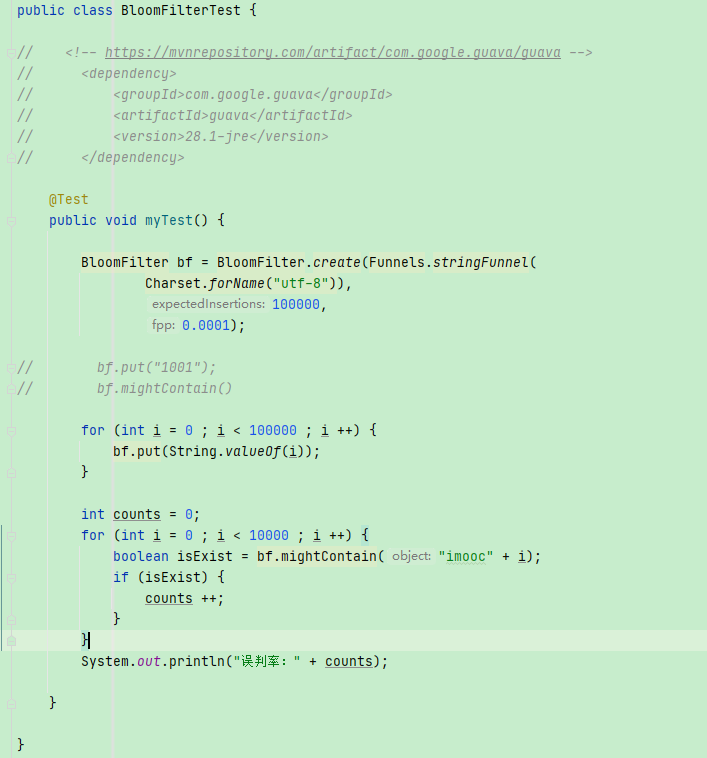 public class BloomFilterTest {
//    <!-- https://mvnrepository.com/artifact/com.google.guava/guava -->
//      <dependency>
//          <groupId>com.google.guava</groupId>
//          <artifactId>guava</artifactId>
//          <version>28.1-jre</version>
//      </dependency>
    @Test
    public void myTest() {
        BloomFilter bf = BloomFilter.create(Funnels.stringFunnel(
                Charset.forName("utf-8")),
                expectedInsertions: 100000,
                fpp: 0.0001);
//        bf.put("1001");
//        bf.mightContain()
        for (int i = 0 ; i < 100000 ; i ++) {
            bf.put(String.valueOf(i));
        }
        int counts = 0;
        for (int i = 0 ; i < 10000 ; i ++) {
            boolean isExist = bf.mightContain( object: "imooc" + i);
            if (isExist) {
                counts ++;
            }
        }
        System.out.println("误判率：" + counts);
    }
}